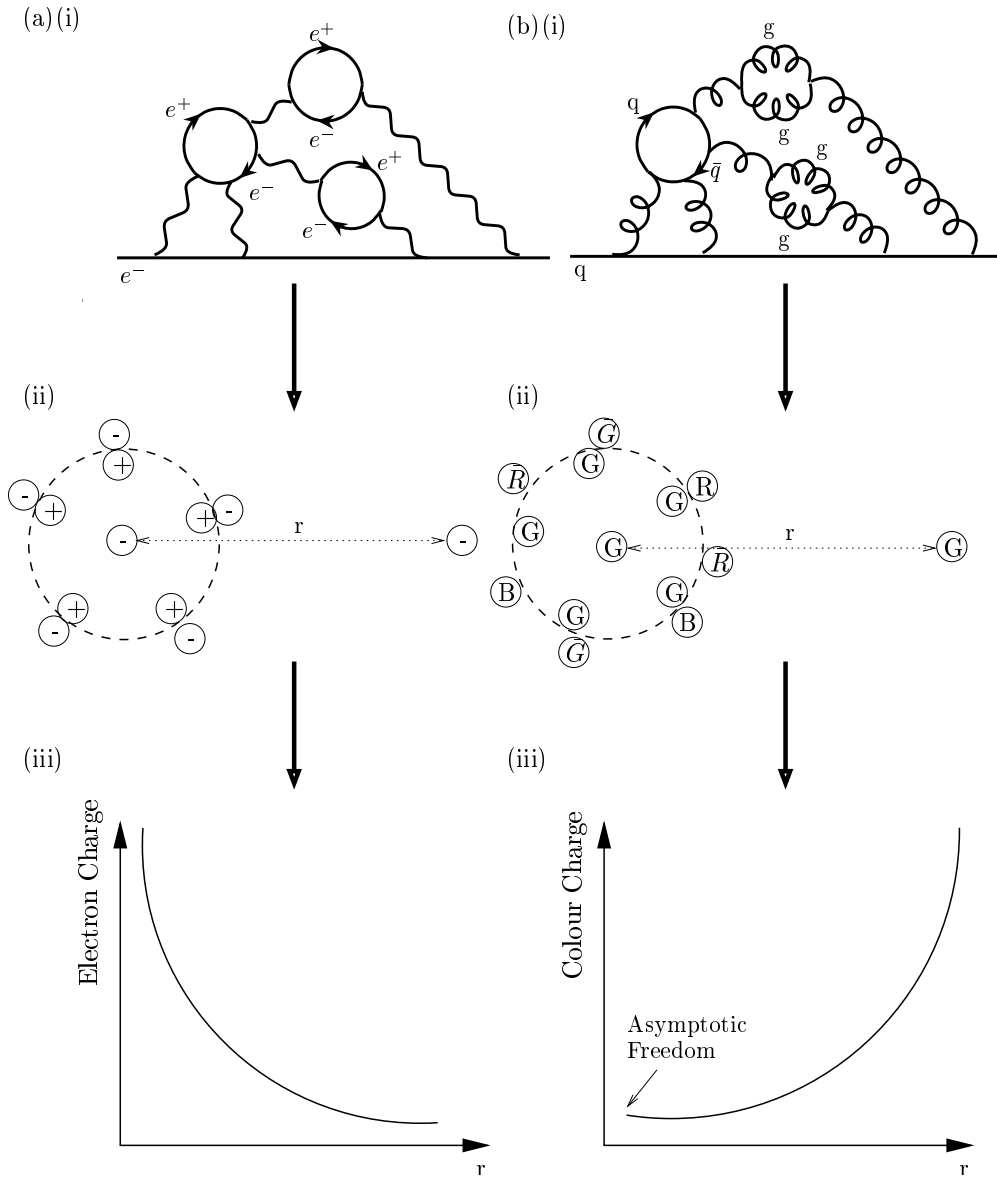 (a)(i)
e⁺
e⁺
e⁻
e⁻
e⁺
e⁻
e⁻
(b)(i)
g
q
g
q̄
g
g
q
(ii)
-
+
-
+
+
-
-
r
-
+
-
+
-
(ii)
Ḡ
G
R̄
R
G
G
G
r
G
R̄
B
G
B
G
Ḡ
(iii)
Electron Charge
r
(iii)
Colour Charge
Asymptotic
Freedom
r